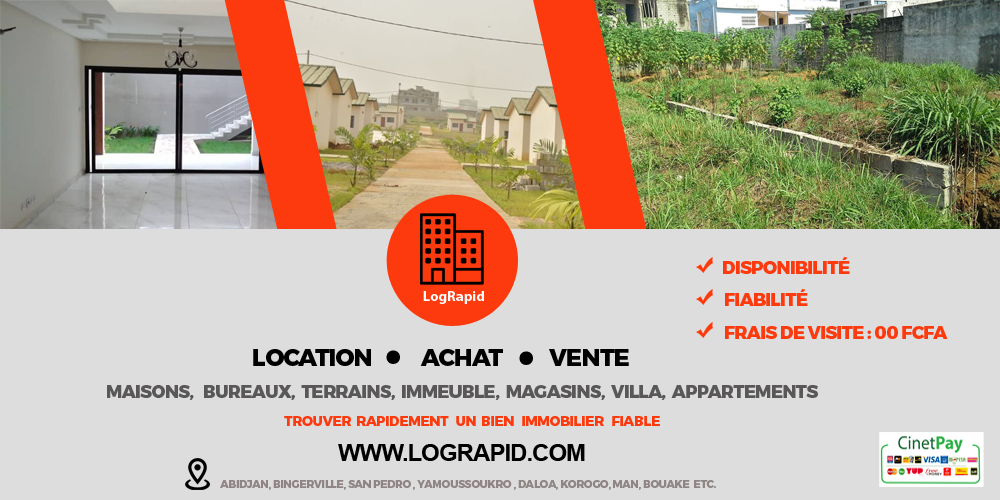 LogRapid
DISPONIBILITÉ
FIABILITÉ
FRAIS DE VISITE : 00 FCFA
LOCATION ● ACHAT ● VENTE
MAISONS, BUREAUX, TERRAINS, IMMEUBLE, MAGASINS, VILLA, APPARTEMENTS
TROUVER RAPIDEMENT UN BIEN IMMOBILIER FIABLE
WWW.LOGRAPID.COM
ABIDJAN, BINGERVILLE, SAN PEDRO , YAMOUSSOUKRO , DALOA, KOROGO, MAN, BOUAKE ETC.
CinetPay
VISA
YUP